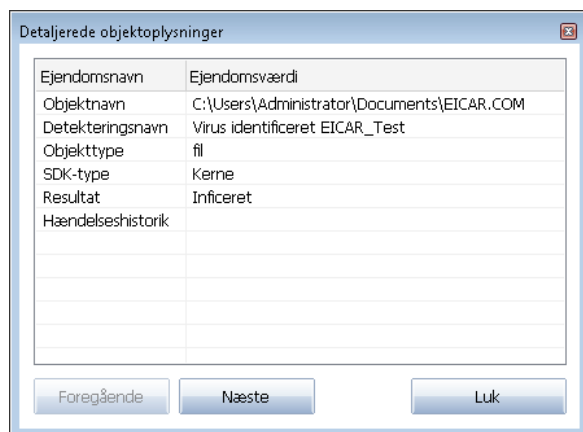 Detaljerede objektoplysninger
Ejendomsnavn Ejendomsværdi
Objektnavn C:\Users\Administrator\Documents\EICAR.COM
Detekteringsnavn Virus identificeret EICAR_Test
Objekttype fil
SDK-type Kerne
Resultat Inficeret
Hændelseshistorik
Foregående Næste Luk